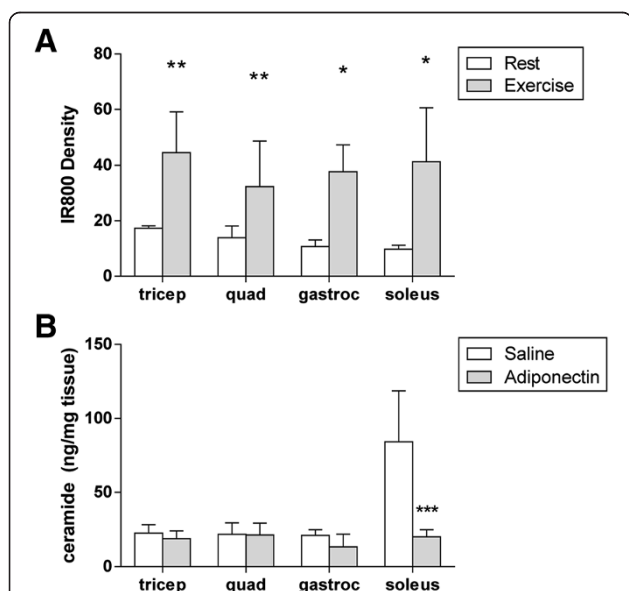 A
IR800 Density
80
60
40
20
0
** ** * *
Rest
Exercise
tricep quad gastroc soleus
B
ceramide (ng/mg tissue)
150
100
50
0
***
Saline
Adiponectin
tricep quad gastroc soleus